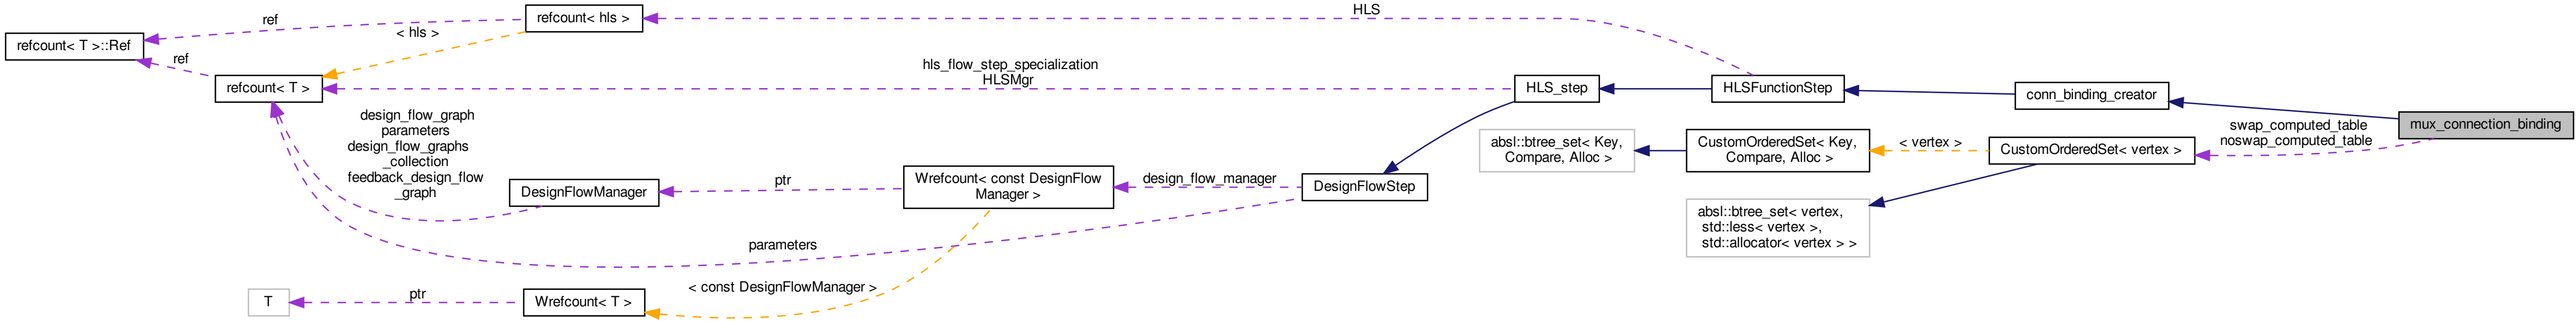 refcount< T >::Ref
ref
ref
refcount< hls >
< hls >
refcount< T >
HLS
hls_flow_step_specialization
HLSMgr
design_flow_graph
parameters
design_flow_graphs
_collection
feedback_design_flow
_graph
DesignFlowManager
ptr
Wrefcount< const DesignFlow
Manager >
design_flow_manager
DesignFlowStep
parameters
< const DesignFlowManager >
T
ptr
Wrefcount< T >
HLS_step
HLSFunctionStep
conn_binding_creator
mux_connection_binding
absl::btree_set< Key,
Compare, Alloc >
CustomOrderedSet< Key,
Compare, Alloc >
< vertex >
CustomOrderedSet< vertex >
swap_computed_table
noswap_computed_table
absl::btree_set< vertex,
std::less< vertex >,
std::allocator< vertex > >